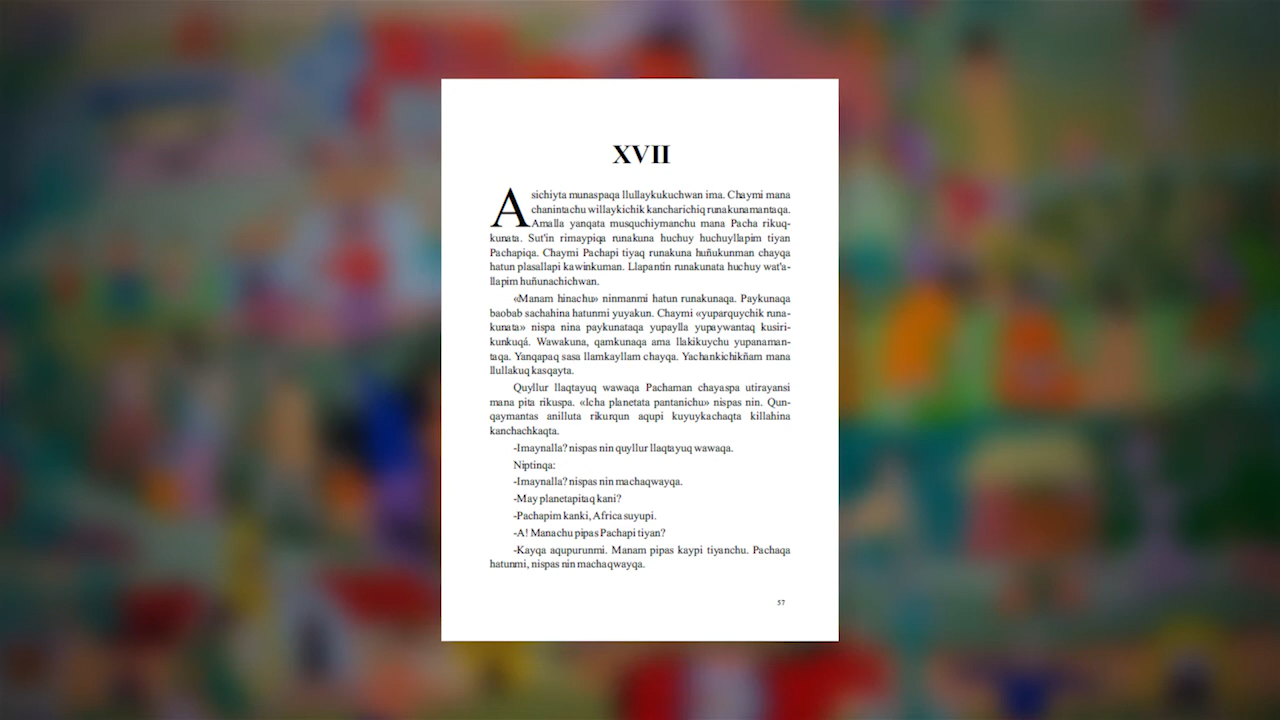 XVII
Asichiyta munaspaqa llullaykukuchwan ima. Chaymi mana
chanintachu willaykichik kancharichiq runakunamantaqa.
Amalla yanqata musquchiymanchu mana Pacha rikuq-
kunata. Sut'in rimaypiqa runakuna huchuy huchuyllapim tiyan
Pachapiqa. Chaymi Pachapi tiyaq runakuna huñukunman chayqa
hatun plasallapi kawinkuman. Llapantin runakunata huchuy wat'a-
llapim huñunachichwan.
«Manam hinachu» ninmanmi hatun runakunaqa. Paykunaqa
baobab sachahina hatunmi yuyakun. Chaymi «yuparquychik runa-
kunata» nispa nina paykunataqa yupaylla yupaywantaq kusiri-
kunkuqá. Wawakuna, qamkunaqa ama llakikuychu yupanaman-
taqa. Yanqapaq sasa llamkayllam chayqa. Yachankichikñam mana
llullakuq kasqayta.
Quyllur llaqtayuq wawaqa Pachaman chayaspa utirayansi
mana pita rikuspa. «Icha planetata pantanichu» nispas nin. Qun-
qaymantas anilluta rikurqun aqupi kuyuykachaqta killahina
kanchachkaqta.
-Imaynalla? nispas nin quyllur llaqtayuq wawaqa.
Niptinqa:
-Imaynalla? nispas nin machaqwayqa.
-May planetapitaq kani?
-Pachapim kanki, Africa suyupi.
-A! Manachu pipas Pachapi tiyan?
-Kayqa aqupurunmi. Manam pipas kaypi tiyanchu. Pachaqa
hatunmi, nispas nin machaqwayqa.
57